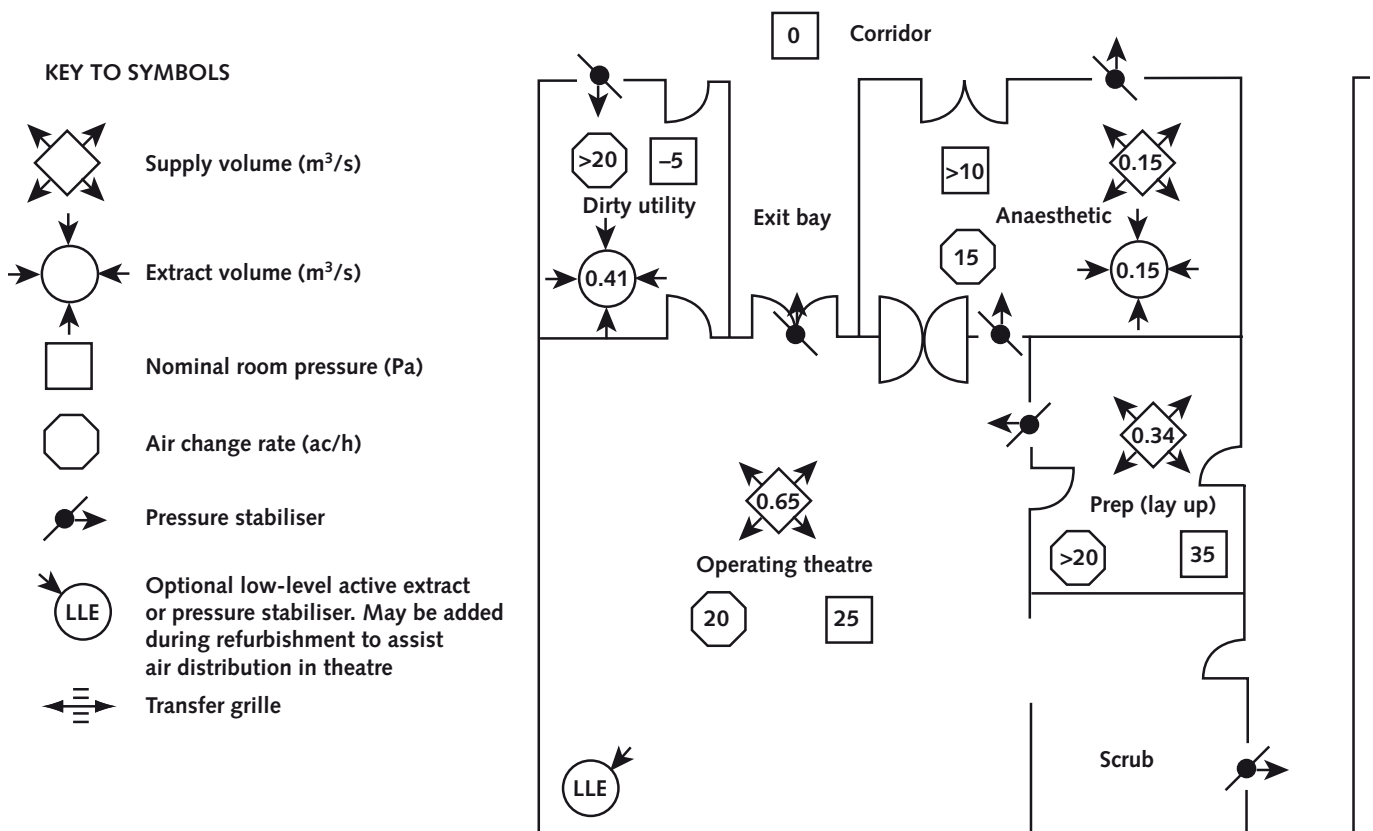 KEY TO SYMBOLS
Supply volume (m³/s)
Extract volume (m³/s)
Nominal room pressure (Pa)
Air change rate (ac/h)
Pressure stabiliser
LLE
Optional low-level active extract
or pressure stabiliser. May be added
during refurbishment to assist
air distribution in theatre
Transfer grille
0
Corridor
>20
–5
Dirty utility
0.41
Exit bay
>10
0.15
Anaesthetic
15
0.15
0.34
Prep (lay up)
>20
35
0.65
Operating theatre
20
25
LLE
Scrub